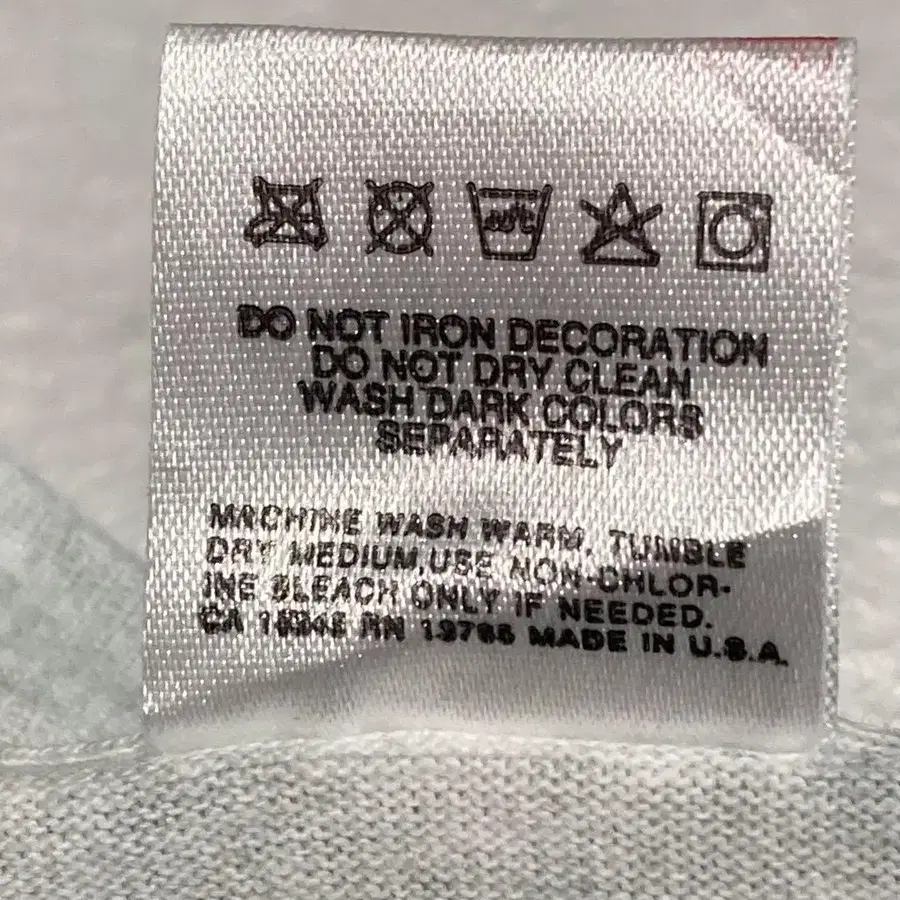 DO NOT IRON DECORATION
DO NOT DRY CLEAN
WASH DARK COLORS
SEPARATELY
MACHINE WASH WARM. TUMBLE
DRY MEDIUM,USE NON-CHLOR-
INE BLEACH ONLY IF NEEDED.
CA RN MADE IN U.S.A.